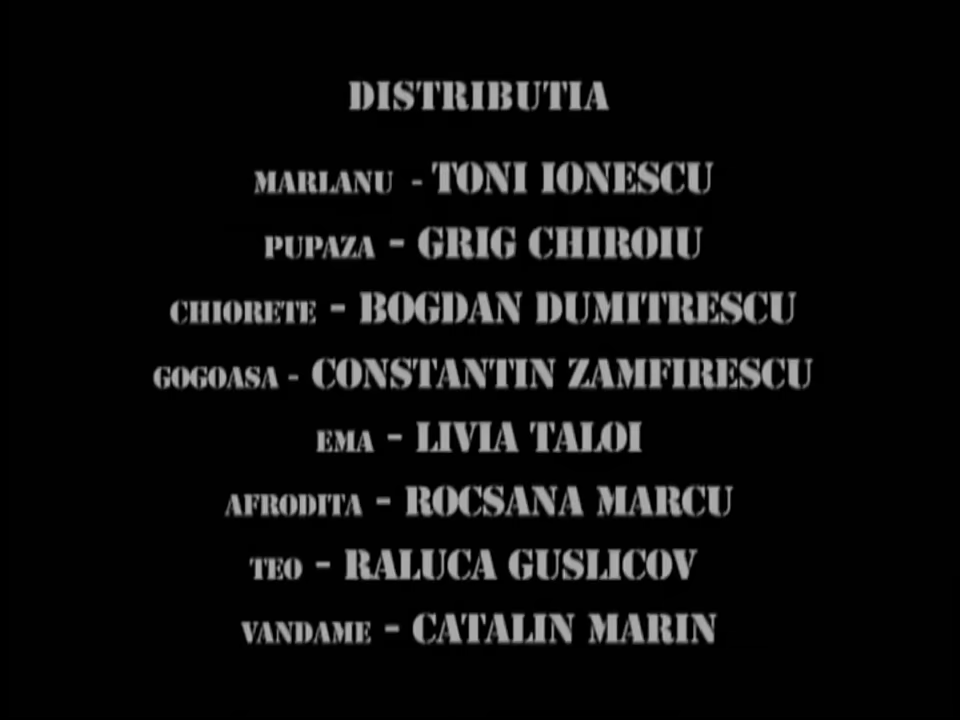 DISTRIBUTIA
MARLANU - TONI IONESCU
PUPAZA - GRIG CHIROIU
CHIORETE - BOGDAN DUMITRESCU
GOGOASA - CONSTANTIN ZAMFIRESCU
EMA - LIVIA TALOI
AFRODITA - ROCSANA MARCU
TEO - RALUCA GUSLICOV
VANDAME - CATALIN MARIN